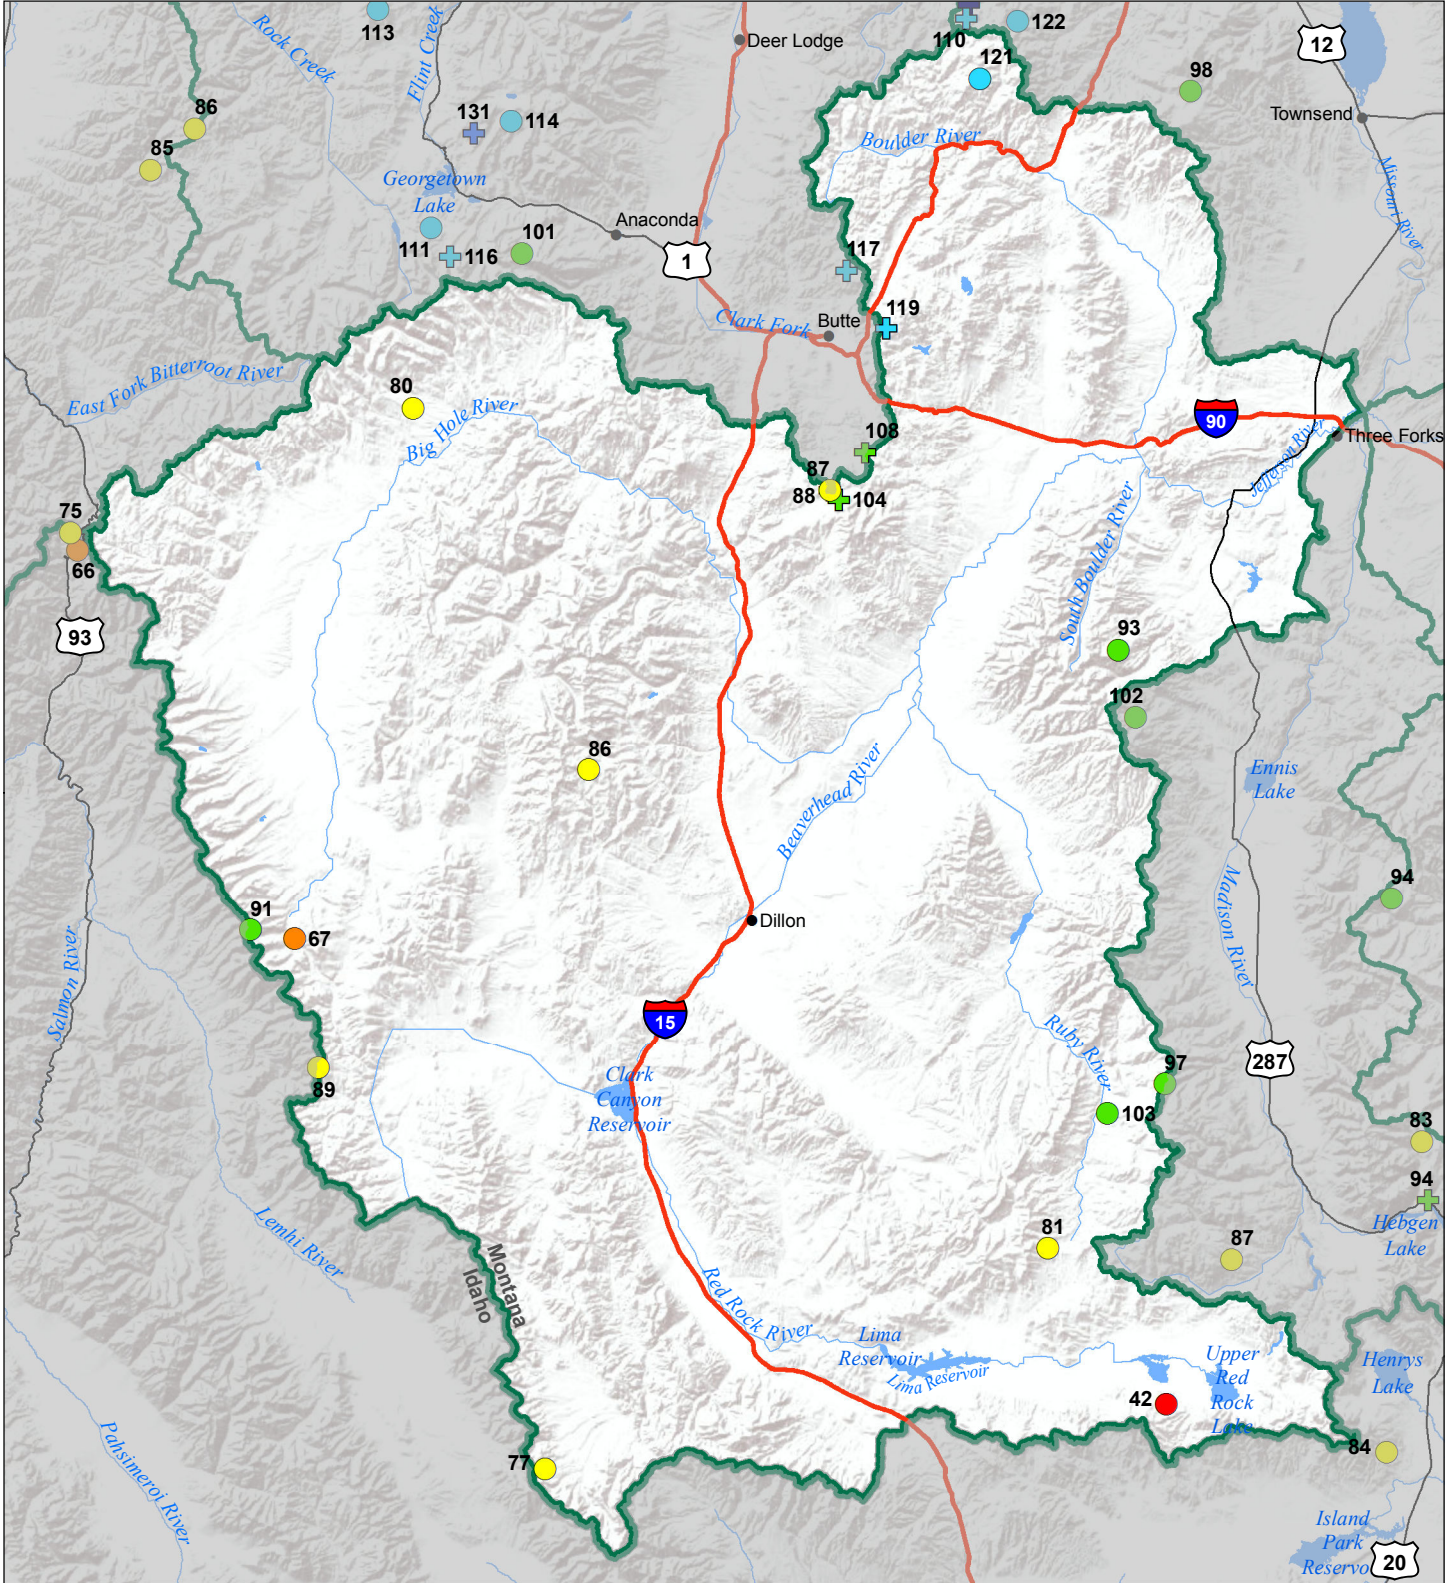 113
Rock Creek
Flint Creek
Deer Lodge
110
122
12
121
98
86
131
114
Townsend
85
Boulder River
Missouri River
Georgetown
Lake
Anaconda
111
116
101
1
117
119
Clark Fork
Butte
East Fork Bitterroot River
80
Big Hole River
90
Three Forks
108
Jefferson River
87
88
104
75
66
South Boulder River
93
93
102
86
Ennis
Lake
Beaverhead River
Madison River
94
91
67
Dillon
Salmon River
15
Ruby River
287
97
89
Clark
Canyon
Reservoir
103
83
94
Hebgen
Lake
Lemhi River
81
87
Montana
Idaho
Red Rock River
Lima
Reservoir
Lima Reservoir
Upper
Red
Rock
Lake
Henrys
Lake
42
84
77
Pahsimeroi River
Island
Park
Reservo
20